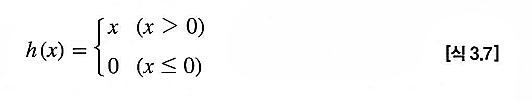 x (x > 0)
h(x) = { [식 3.7]
0 (x ≤ 0)